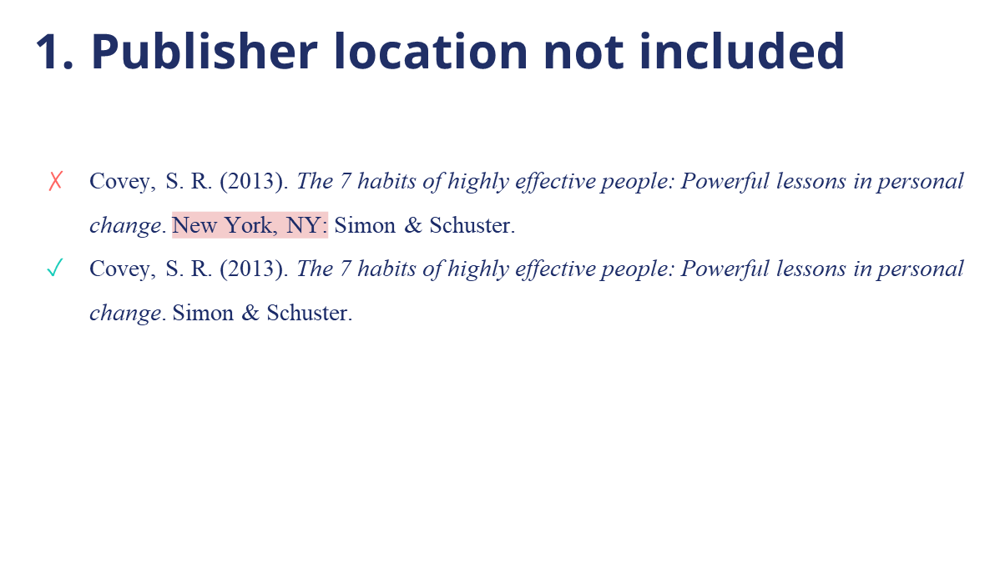 1. Publisher location not included
✗ Covey, S. R. (2013). The 7 habits of highly effective people: Powerful lessons in personal
change. New York, NY: Simon & Schuster.
✓ Covey, S. R. (2013). The 7 habits of highly effective people: Powerful lessons in personal
change. Simon & Schuster.